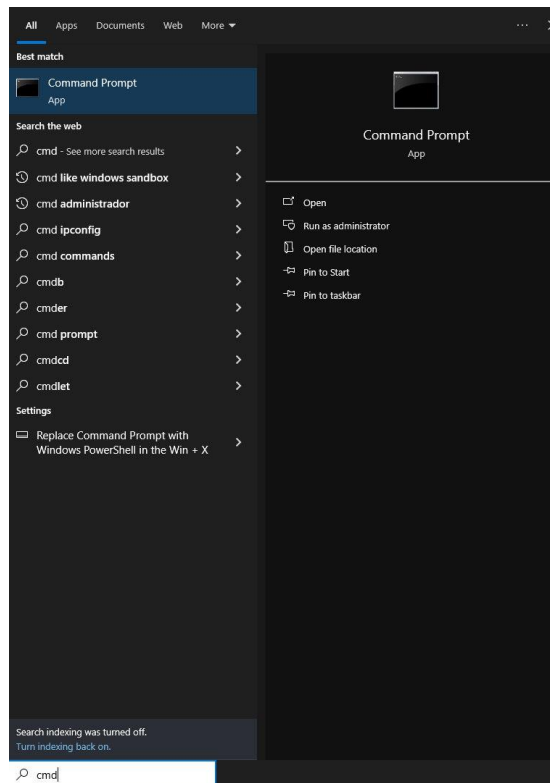 All Apps Documents Web More
Best match
Command Prompt
App
Search the web
cmd - See more search results
cmd like windows sandbox
cmd administrador
cmd ipconfig
cmd commands
cmdb
cmder
cmd prompt
cmdcd
cmdlet
Settings
Replace Command Prompt with
Windows PowerShell in the Win + X
Search indexing was turned off.
Turn indexing back on.
cmd
Command Prompt
App
Open
Run as administrator
Open file location
Pin to Start
Pin to taskbar